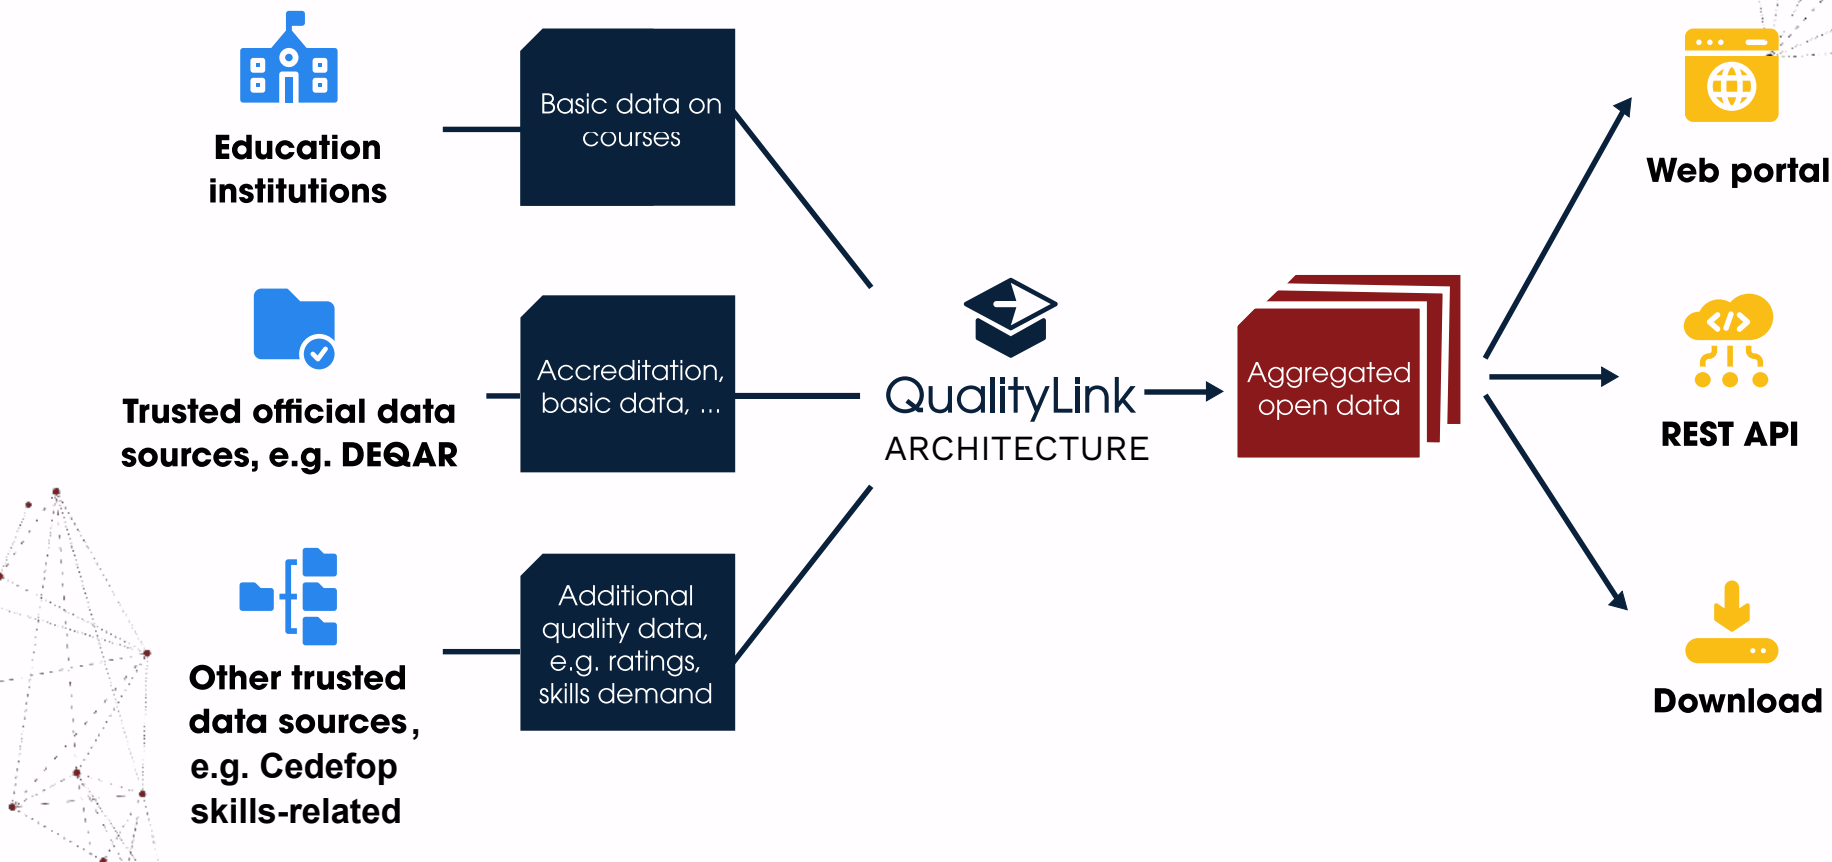 Education
institutions
Basic data on
courses
Trusted official data
sources, e.g. DEQAR
Accreditation,
basic data, ...
Other trusted
data sources,
e.g. Cedefop
skills-related
Additional
quality data,
e.g. ratings,
skills demand
QualityLink
ARCHITECTURE
Aggregated
open data
Web portal
</>
REST API
Download